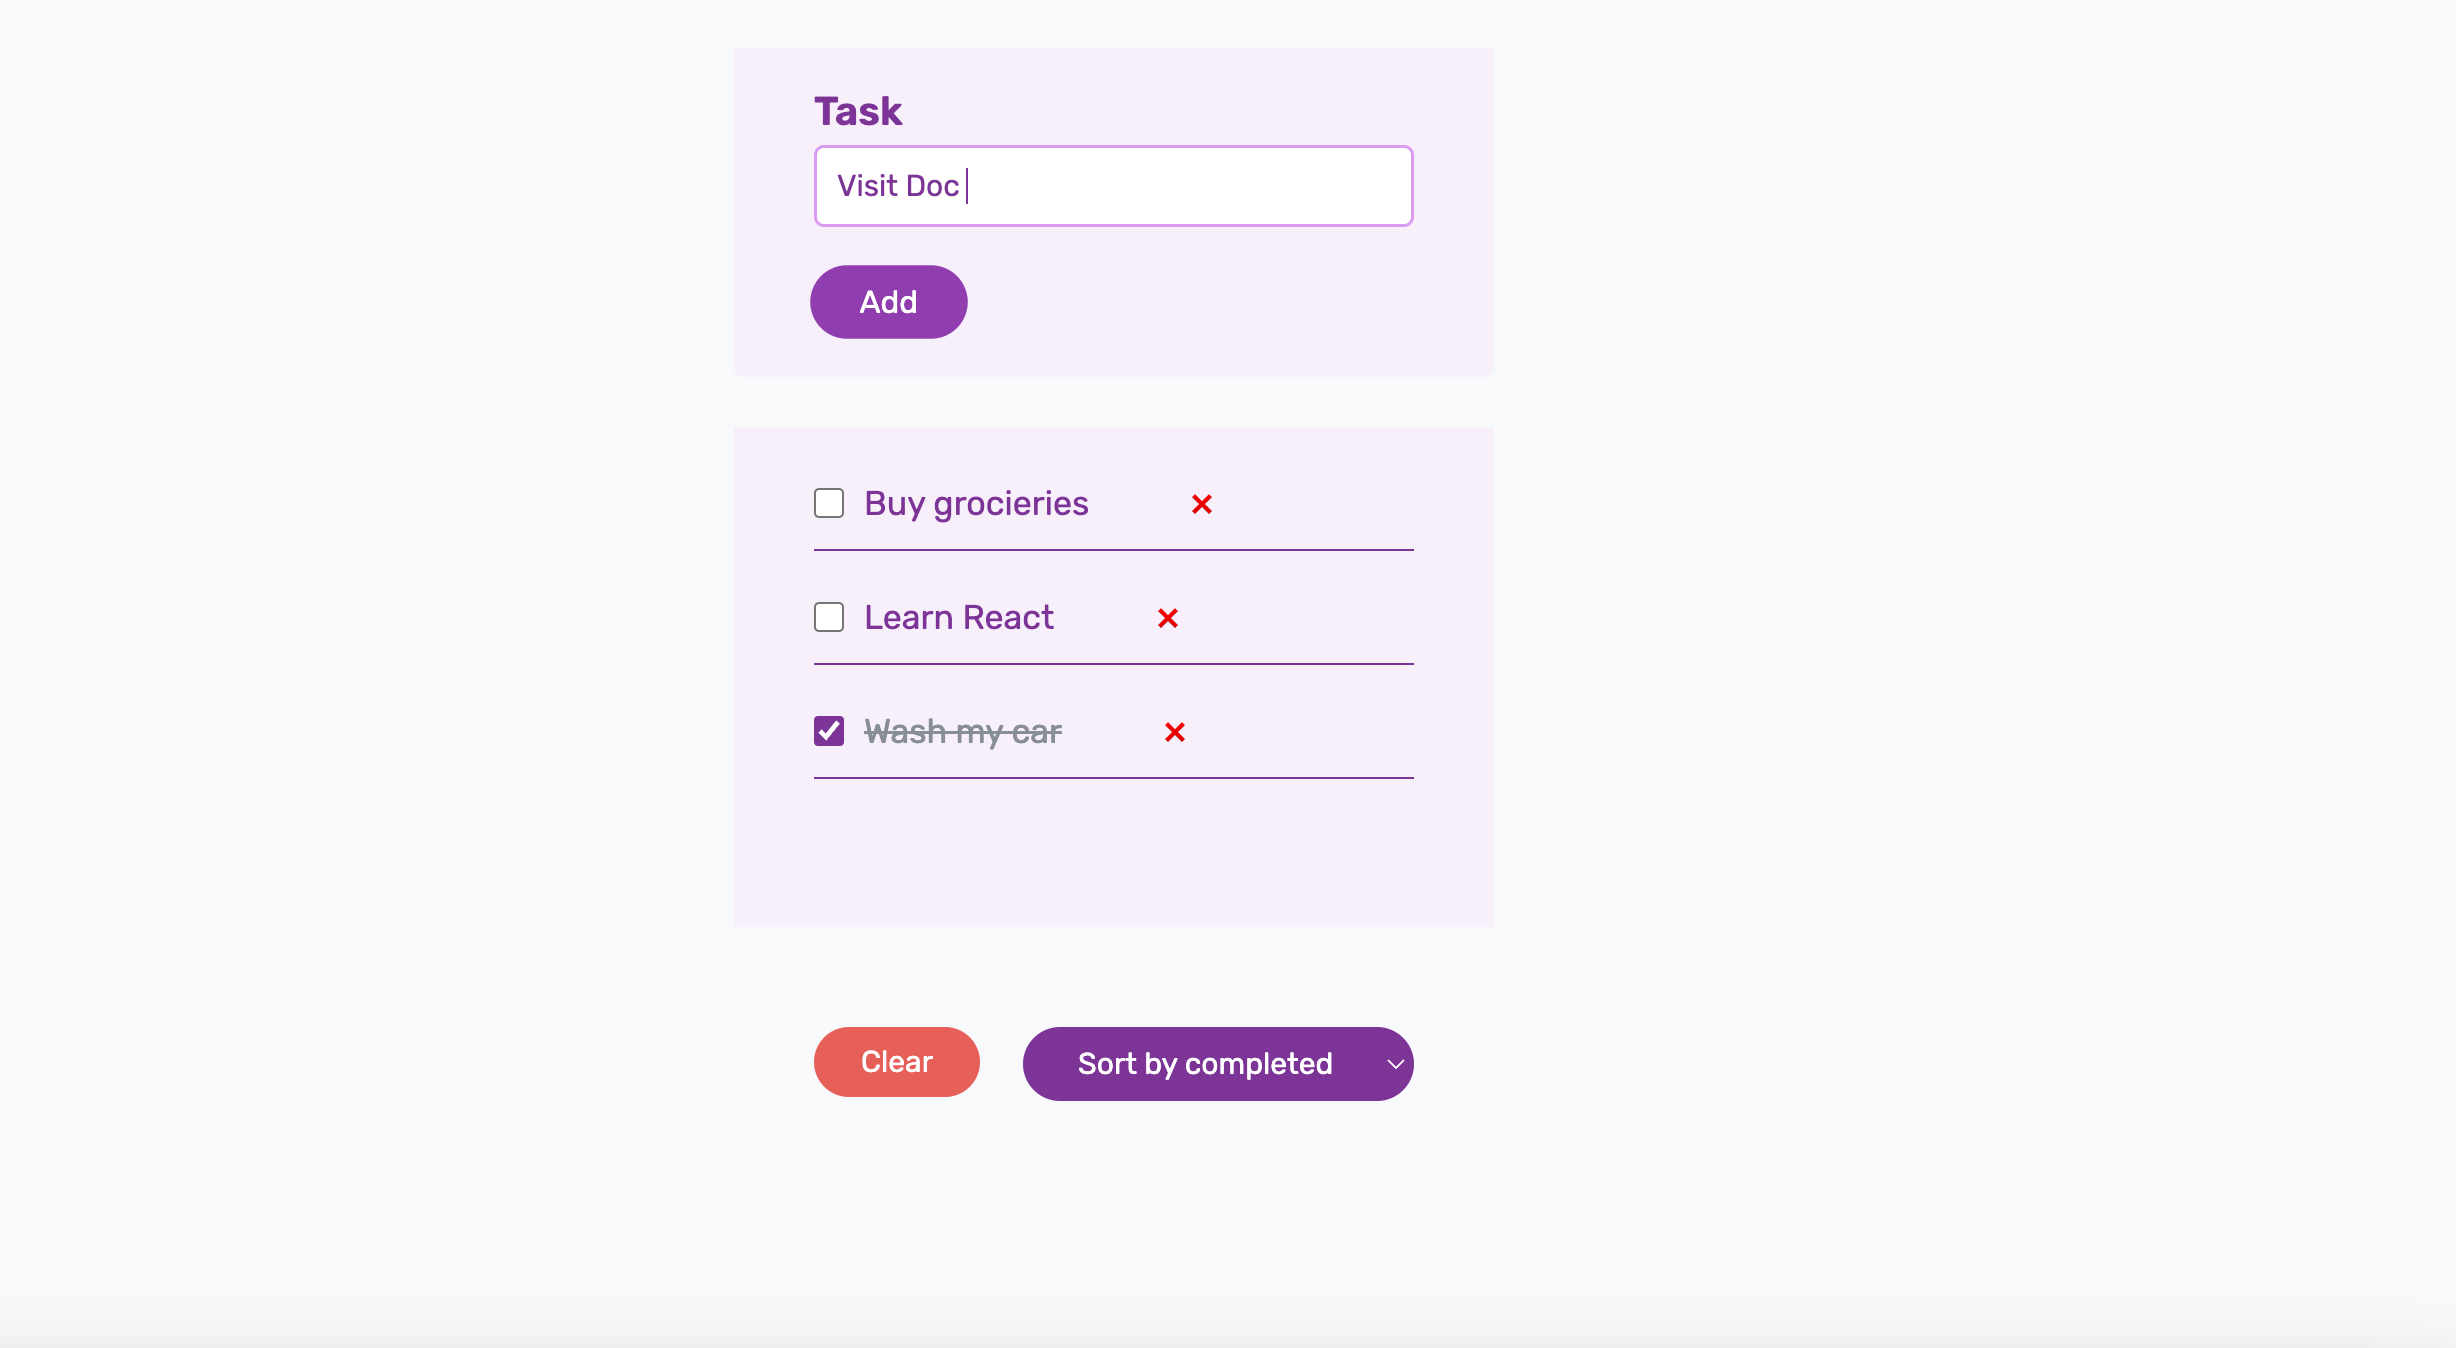 Task
Visit Doc
Add
Buy grocieries
Learn React
Wash my car
Clear
Sort by completed